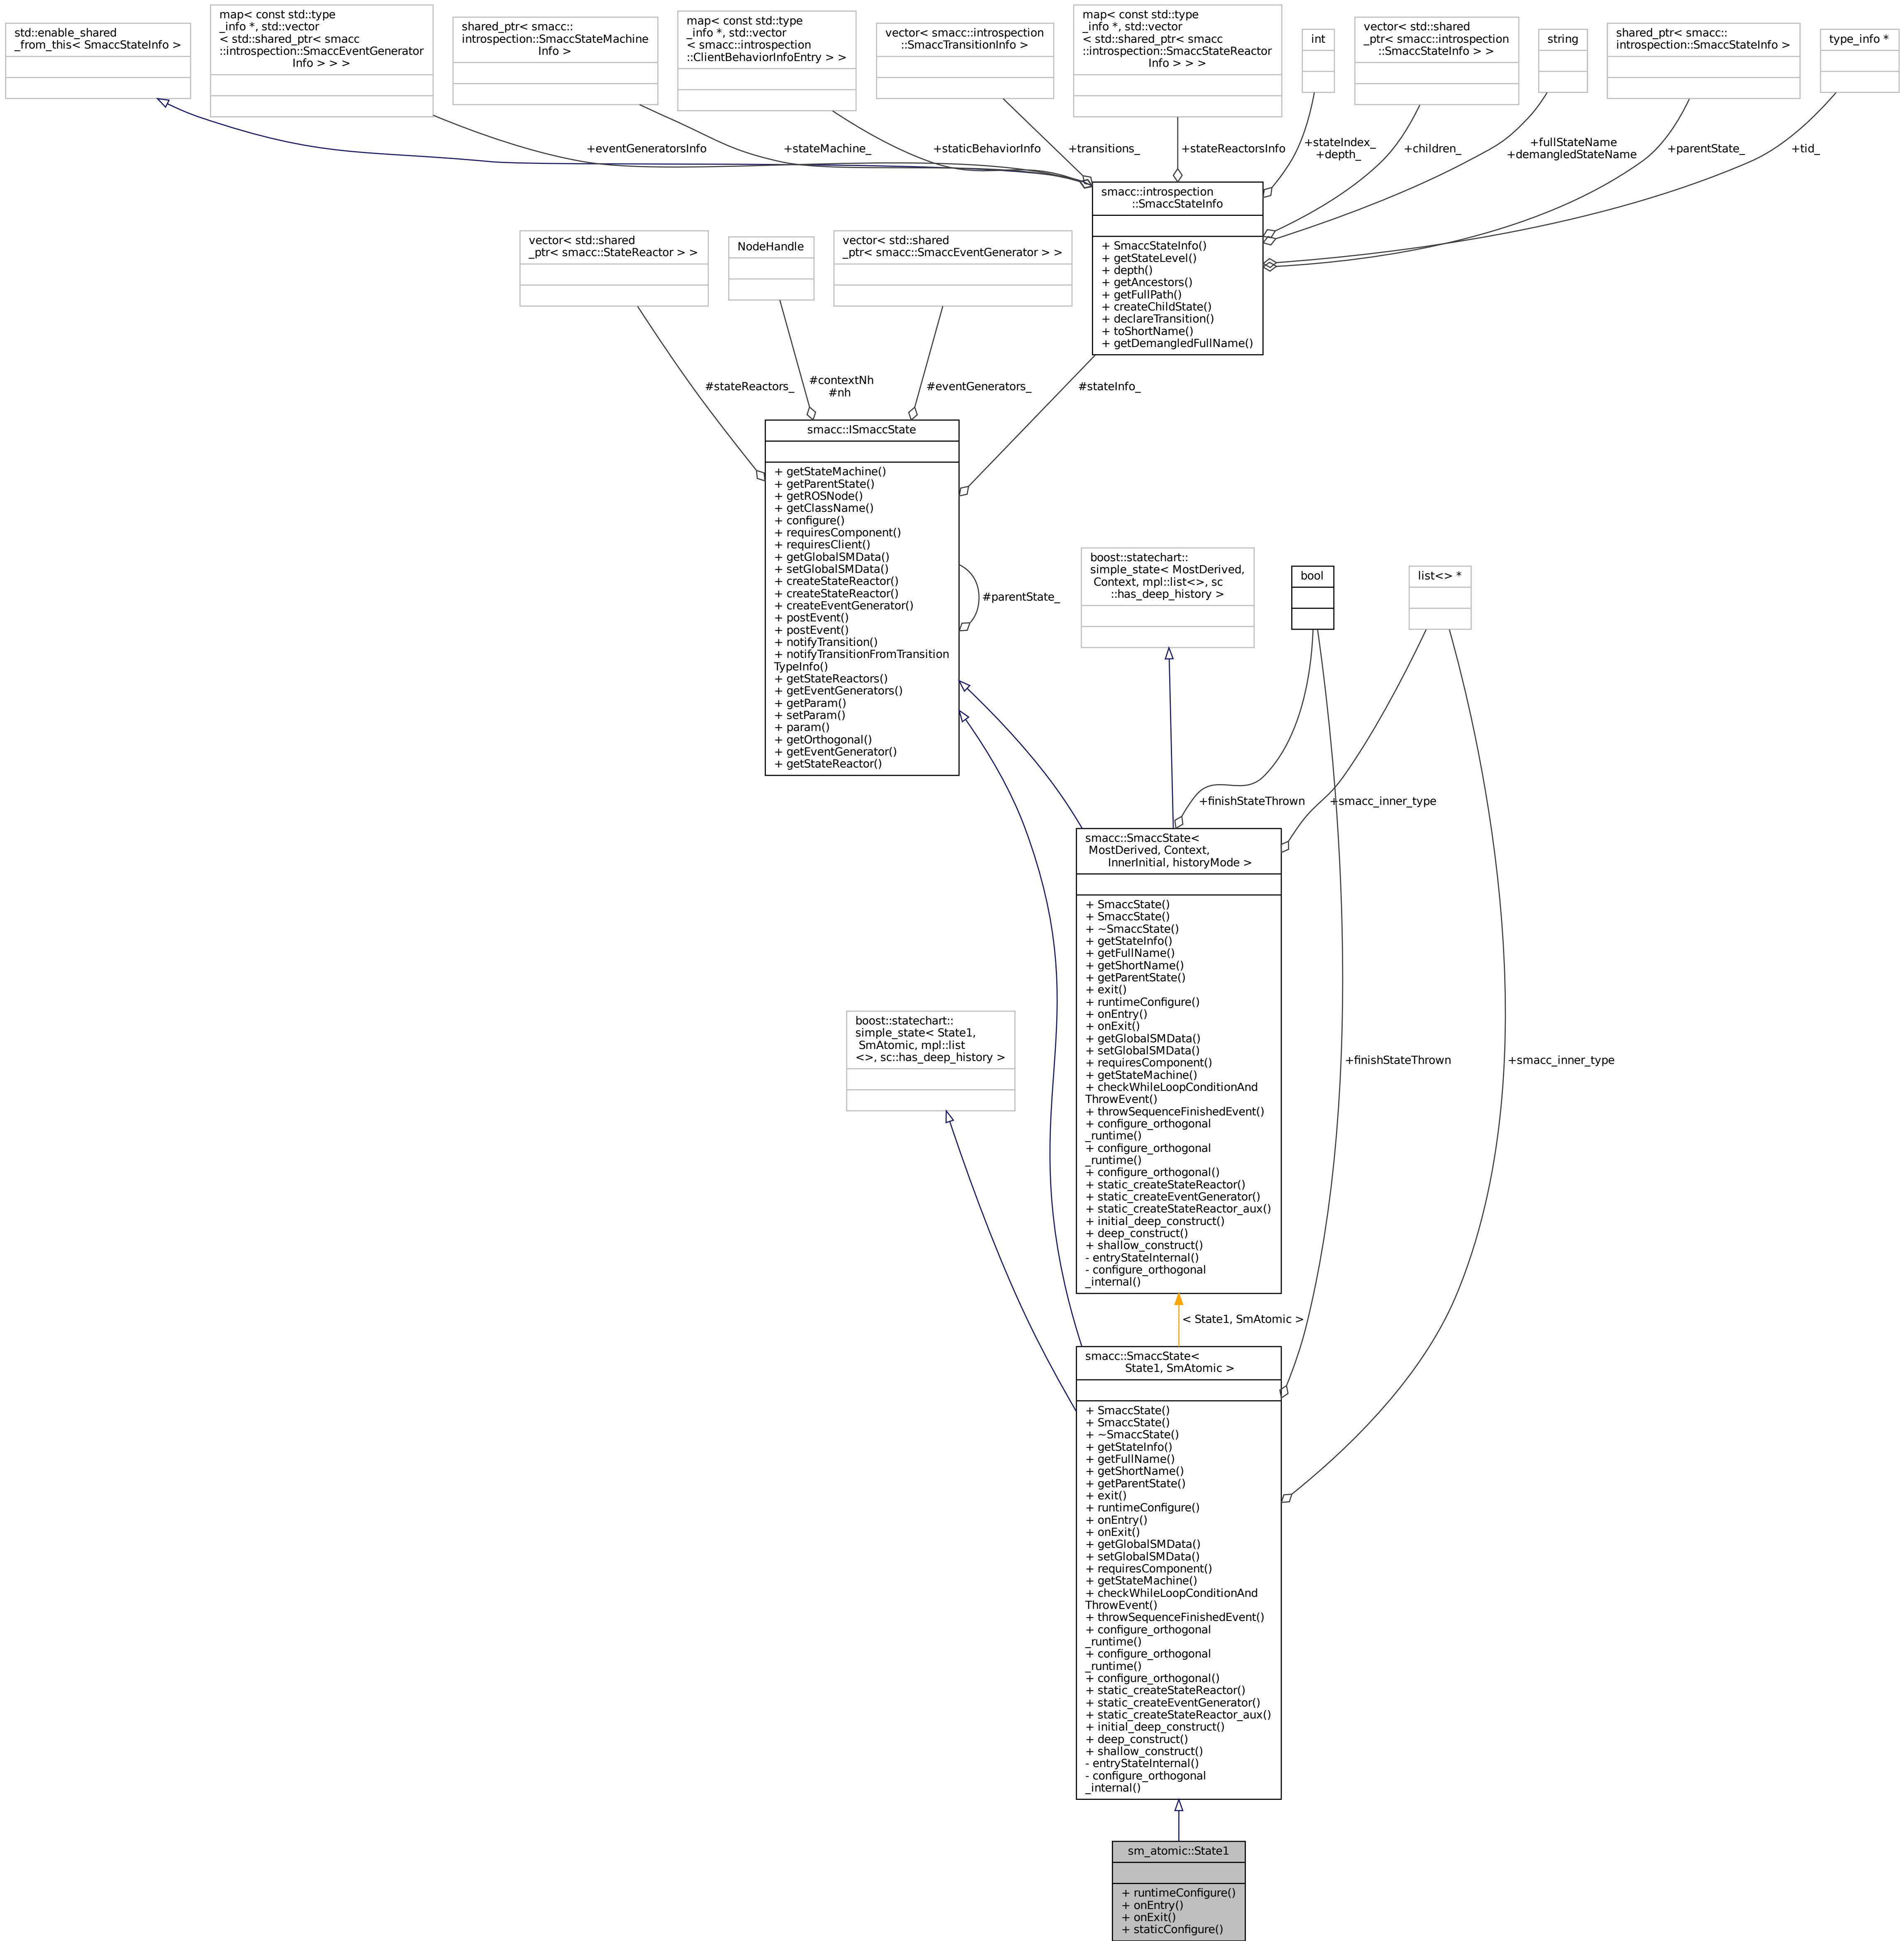 std::enable_shared
_from_this< SmaccStateInfo >
map< const std::type
_info *, std::vector
< std::shared_ptr< smacc
::introspection::SmaccEventGenerator
Info > > >
shared_ptr< smacc::
introspection::SmaccStateMachine
Info >
map< const std::type
_info *, std::vector
< smacc::introspection
::ClientBehaviorInfoEntry > >
vector< smacc::introspection
::SmaccTransitionInfo >
map< const std::type
_info *, std::vector
< std::shared_ptr< smacc
::introspection::SmaccStateReactor
Info > > >
int
vector< std::shared
_ptr< smacc::introspection
::SmaccStateInfo > >
string
shared_ptr< smacc::
introspection::SmaccStateInfo >
type_info *
+eventGeneratorsInfo
+stateMachine_
+staticBehaviorInfo
+transitions_
+stateReactorsInfo
+stateIndex_
+depth_
+children_
+fullStateName
+demangledStateName
+parentState_
+tid_
smacc::introspection
::SmaccStateInfo
+ SmaccStateInfo()
+ getStateLevel()
+ depth()
+ getAncestors()
+ getFullPath()
+ createChildState()
+ declareTransition()
+ toShortName()
+ getDemangledFullName()
vector< std::shared
_ptr< smacc::StateReactor > >
NodeHandle
vector< std::shared
_ptr< smacc::SmaccEventGenerator > >
#stateReactors_
#contextNh
#nh
#eventGenerators_
#stateInfo_
smacc::ISmaccState
+ getStateMachine()
+ getParentState()
+ getROSNode()
+ getClassName()
+ configure()
+ requiresComponent()
+ requiresClient()
+ getGlobalSMData()
+ setGlobalSMData()
+ createStateReactor()
+ createStateReactor()
+ createEventGenerator()
+ postEvent()
+ postEvent()
+ notifyTransition()
+ notifyTransitionFromTransition
TypeInfo()
+ getStateReactors()
+ getEventGenerators()
+ getParam()
+ setParam()
+ param()
+ getOrthogonal()
+ getEventGenerator()
+ getStateReactor()
#parentState_
boost::statechart::
simple_state< MostDerived,
Context, mpl::list<>, sc
::has_deep_history >
bool
list<> *
+finishStateThrown
+smacc_inner_type
smacc::SmaccState<
MostDerived, Context,
InnerInitial, historyMode >
+ SmaccState()
+ SmaccState()
+ ~SmaccState()
+ getStateInfo()
+ getFullName()
+ getShortName()
+ getParentState()
+ exit()
+ runtimeConfigure()
+ onEntry()
+ onExit()
+ getGlobalSMData()
+ setGlobalSMData()
+ requiresComponent()
+ getStateMachine()
+ checkWhileLoopConditionAnd
ThrowEvent()
+ throwSequenceFinishedEvent()
+ configure_orthogonal
_runtime()
+ configure_orthogonal
_runtime()
+ configure_orthogonal()
+ static_createStateReactor()
+ static_createEventGenerator()
+ static_createStateReactor_aux()
+ initial_deep_construct()
+ deep_construct()
+ shallow_construct()
- entryStateInternal()
- configure_orthogonal
_internal()
boost::statechart::
simple_state< State1,
SmAtomic, mpl::list
<>, sc::has_deep_history >
+finishStateThrown
+smacc_inner_type
< State1, SmAtomic >
smacc::SmaccState<
State1, SmAtomic >
+ SmaccState()
+ SmaccState()
+ ~SmaccState()
+ getStateInfo()
+ getFullName()
+ getShortName()
+ getParentState()
+ exit()
+ runtimeConfigure()
+ onEntry()
+ onExit()
+ getGlobalSMData()
+ setGlobalSMData()
+ requiresComponent()
+ getStateMachine()
+ checkWhileLoopConditionAnd
ThrowEvent()
+ throwSequenceFinishedEvent()
+ configure_orthogonal
_runtime()
+ configure_orthogonal
_runtime()
+ configure_orthogonal()
+ static_createStateReactor()
+ static_createEventGenerator()
+ static_createStateReactor_aux()
+ initial_deep_construct()
+ deep_construct()
+ shallow_construct()
- entryStateInternal()
- configure_orthogonal
_internal()
sm_atomic::State1
+ runtimeConfigure()
+ onEntry()
+ onExit()
+ staticConfigure()